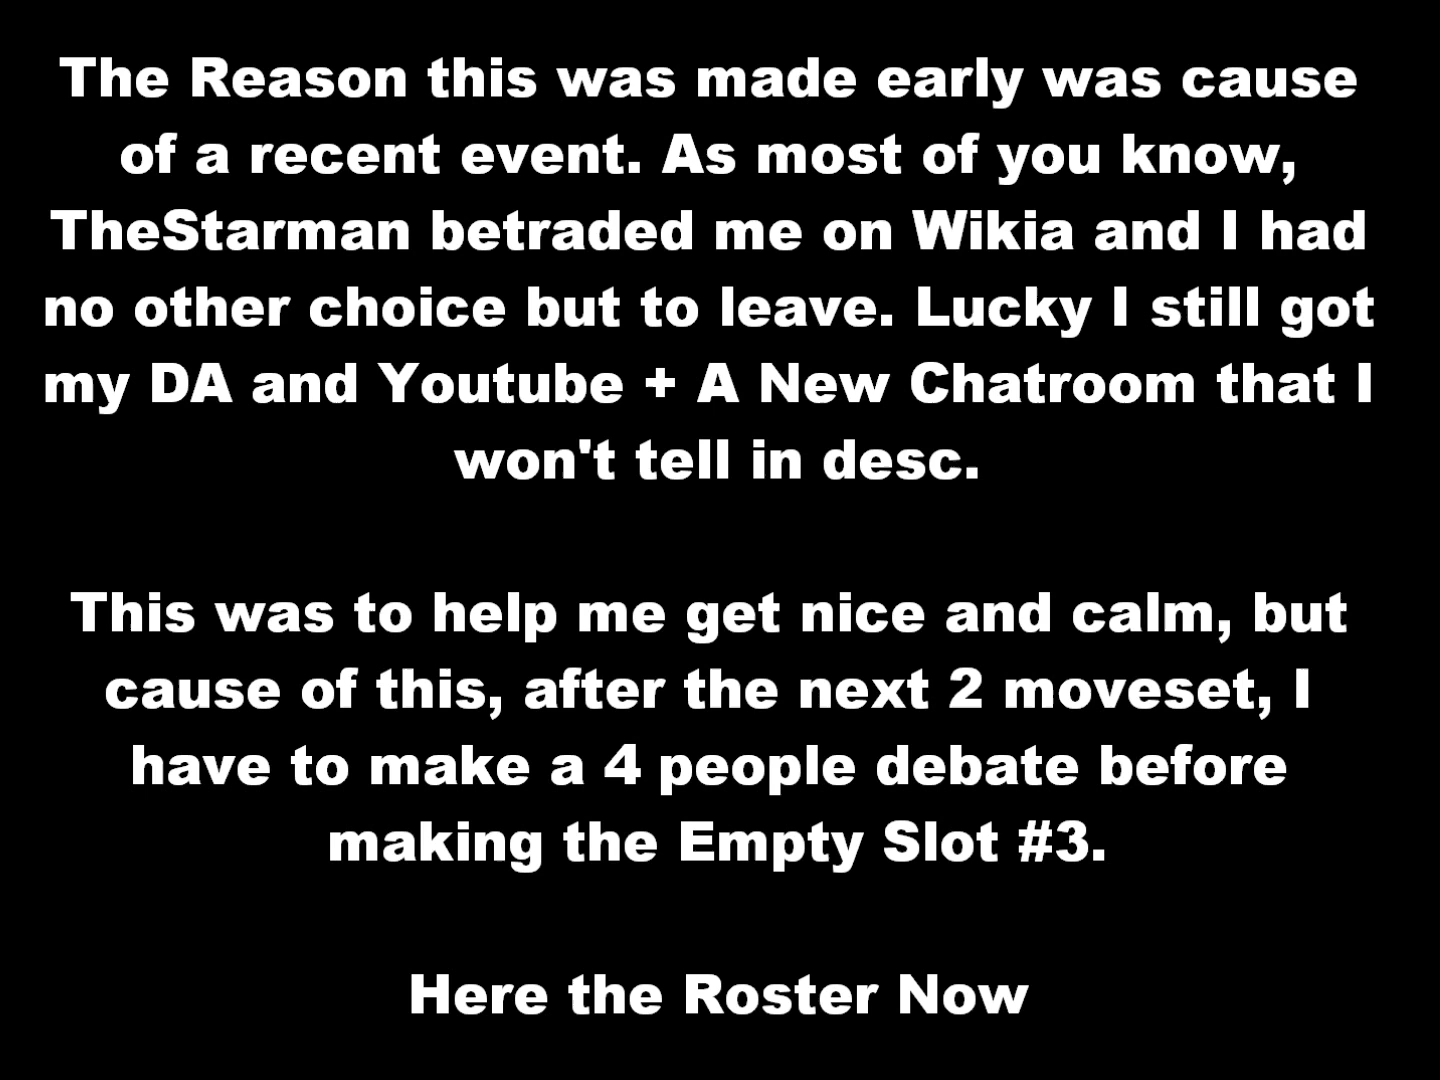 The Reason this was made early was cause
of a recent event. As most of you know,
TheStarman betraded me on Wikia and I had
no other choice but to leave. Lucky I still got
my DA and Youtube + A New Chatroom that I
won't tell in desc.
This was to help me get nice and calm, but
cause of this, after the next 2 moveset, I
have to make a 4 people debate before
making the Empty Slot #3.
Here the Roster Now